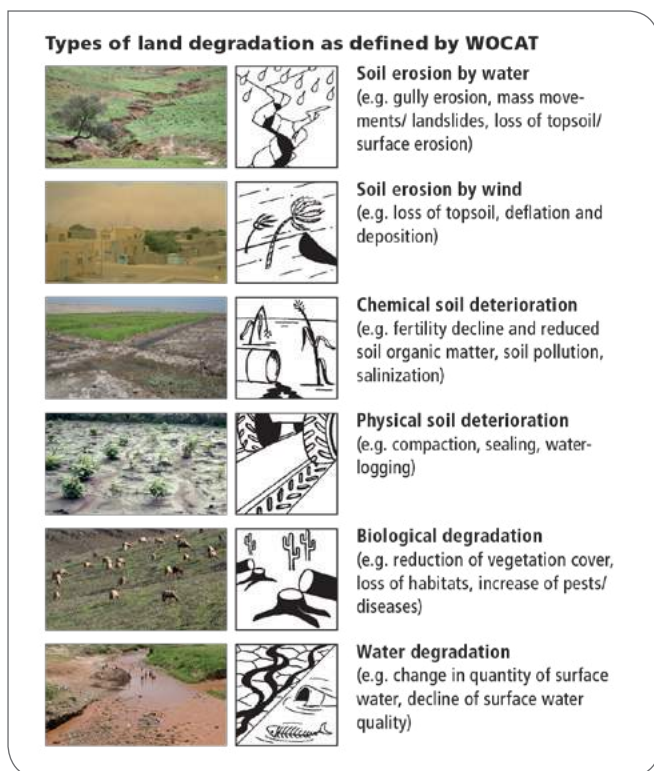 Types of land degradation as defined by WOCAT
Soil erosion by water
(e.g. gully erosion, mass move-
ments/ landslides, loss of topsoil/
surface erosion)
Soil erosion by wind
(e.g. loss of topsoil, deflation and
deposition)
Chemical soil deterioration
(e.g. fertility decline and reduced
soil organic matter, soil pollution,
salinization)
Physical soil deterioration
(e.g. compaction, sealing, water-
logging)
Biological degradation
(e.g. reduction of vegetation cover,
loss of habitats, increase of pests/
diseases)
Water degradation
(e.g. change in quantity of surface
water, decline of surface water
quality)